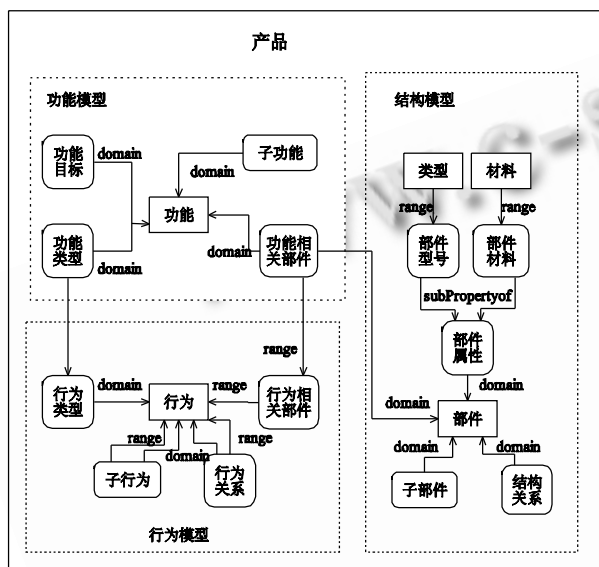 产品
功能模型
结构模型
功能
目标
domain
子功能
domain
类型
材料
功能
range
range
功能
类型
domain
domain
功能相
关部件
部件
型号
部件
材料
subPropertyof
部件
属性
range
domain
行为
类型
domain
行为
range
行为相
关部件
domain
部件
range
domain
range
domain
domain
子行为
行为
关系
子部件
结构
关系
行为模型